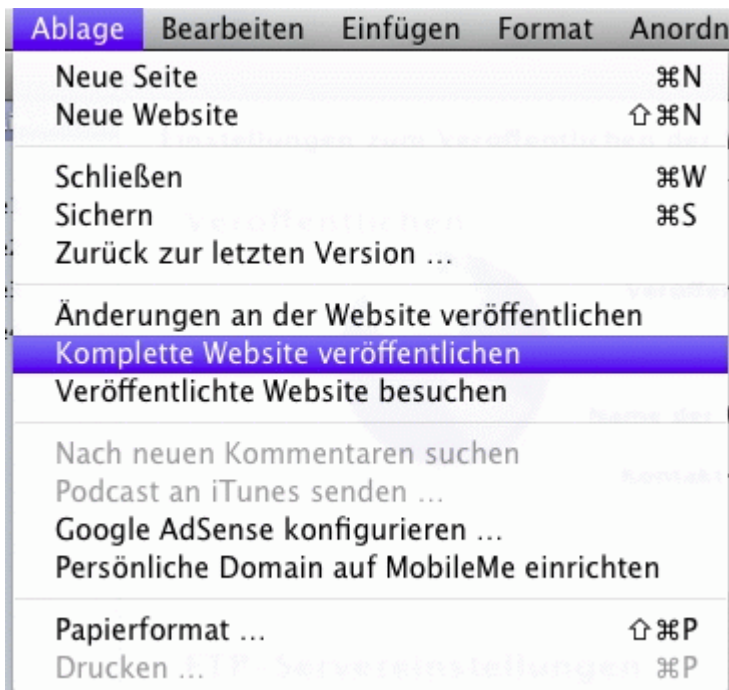 Ablage Bearbeiten Einfügen Format Anordn
Neue Seite ⌘N
Neue Website ⇧⌘N
Schließen ⌘W
Sichern ⌘S
Zurück zur letzten Version ...
Änderungen an der Website veröffentlichen
Komplette Website veröffentlichen
Veröffentlichte Website besuchen
Nach neuen Kommentaren suchen
Podcast an iTunes senden ...
Google AdSense konfigurieren ...
Persönliche Domain auf MobileMe einrichten
Papierformat ... ⇧⌘P
Drucken ... ⌘P